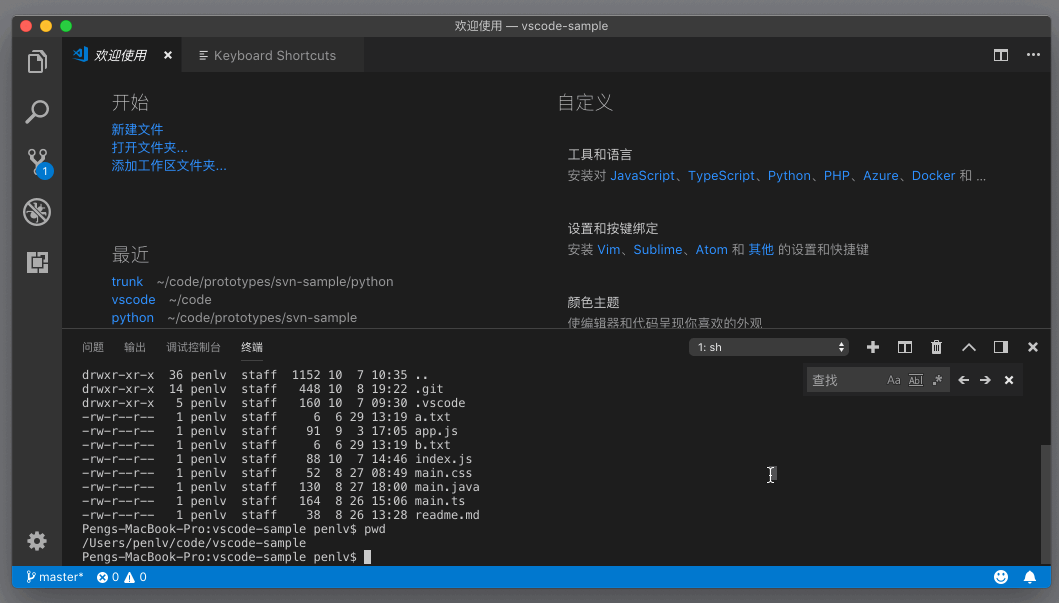 欢迎使用 — vscode-sample
欢迎使用
Keyboard Shortcuts
开始
新建文件
打开文件夹...
添加工作区文件夹...
最近
trunk ~/code/prototypes/svn-sample/python
vscode ~/code
python ~/code/prototypes/svn-sample
自定义
工具和语言
安装对 JavaScript、TypeScript、Python、PHP、Azure、Docker 和 ...
设置和按键绑定
安装 Vim、Sublime、Atom 和 其他 的设置和快捷键
颜色主题
使编辑器和代码呈现你喜欢的外观
1
问题 输出 调试控制台 终端
1: sh
查找 Aa Abl .*
drwxr-xr-x 36 penlv staff 1152 10 7 10:35 ..
drwxr-xr-x 14 penlv staff 448 10 8 19:22 .git
drwxr-xr-x 5 penlv staff 160 10 7 09:30 .vscode
-rw-r--r-- 1 penlv staff 6 6 29 13:19 a.txt
-rw-r--r-- 1 penlv staff 91 9 3 17:05 app.js
-rw-r--r-- 1 penlv staff 6 6 29 13:19 b.txt
-rw-r--r-- 1 penlv staff 88 10 7 14:46 index.js
-rw-r--r-- 1 penlv staff 52 8 27 08:49 main.css
-rw-r--r-- 1 penlv staff 130 8 27 18:00 main.java
-rw-r--r-- 1 penlv staff 164 8 26 15:06 main.ts
-rw-r--r-- 1 penlv staff 38 8 26 13:28 readme.md
Pengs-MacBook-Pro:vscode-sample penlv$ pwd
/Users/penlv/code/vscode-sample
Pengs-MacBook-Pro:vscode-sample penlv$
master* 0 0